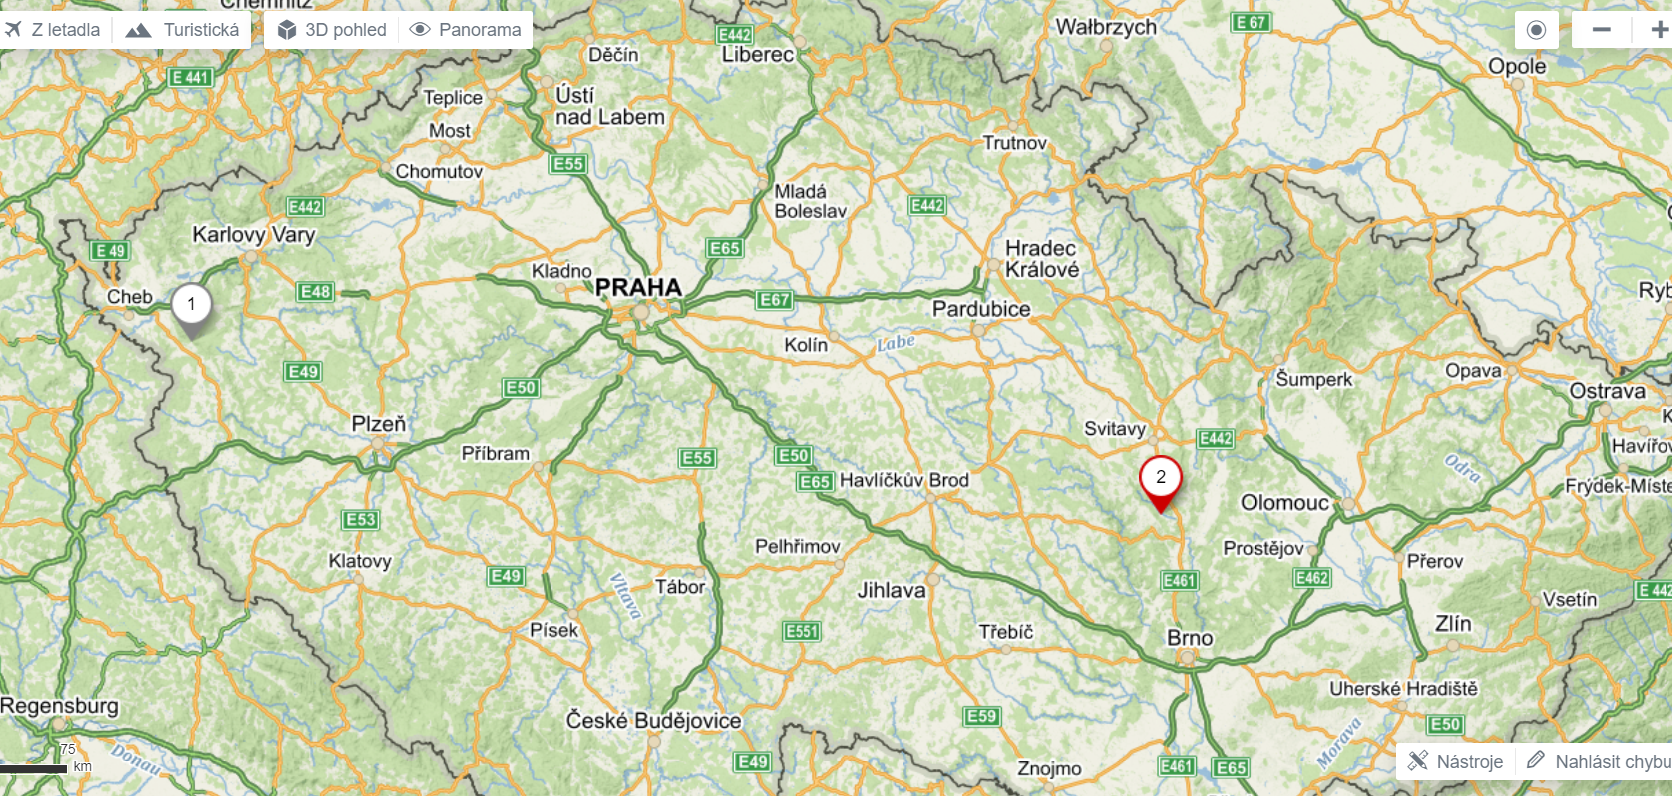 Chemnitz
Z letadla
Turistická
3D pohled
Panorama
E442
Liberec
Děčín
Wałbrzych
E 67
Opole
E 441
Teplice
Ústí
nad Labem
Most
Trutnov
Chomutov
E55
Mladá
Boleslav
E442
E442
Karlovy Vary
E 49
E65
Hradec
Králové
Kladno
PRAHA
Cheb
1
E48
E67
Pardubice
Ryb
Kolín
Labe
E49
E50
Šumperk
Opava
Ostrava
Plzeň
Svitavy
E442
Havířo
Příbram
E55
E50
E65
Havlíčkův Brod
2
Odra
Frýdek-Míste
Olomouc
E53
Pelhřimov
Prostějov
Přerov
Klatovy
E49
Vltava
Tábor
Jihlava
E461
E462
Vsetín
E 442
Písek
E551
Třebíč
Brno
Zlín
Regensburg
České Budějovice
E59
Uherské Hradiště
E50
Morava
75
km
Donau
E49
Znojmo
E461
E65
Nástroje
Nahlásit chybu